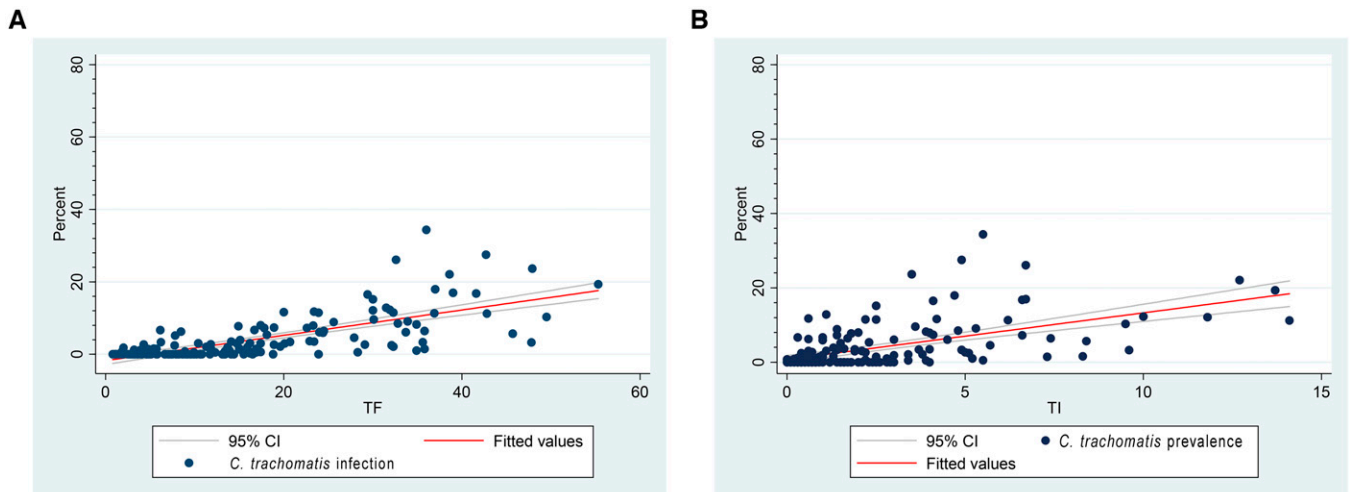 A
B
80
60
40
20
0
Percent
0
20
40
60
TF
95% CI
Fitted values
C. trachomatis infection
80
60
40
20
0
Percent
0
5
10
15
TI
95% CI
C. trachomatis prevalence
Fitted values